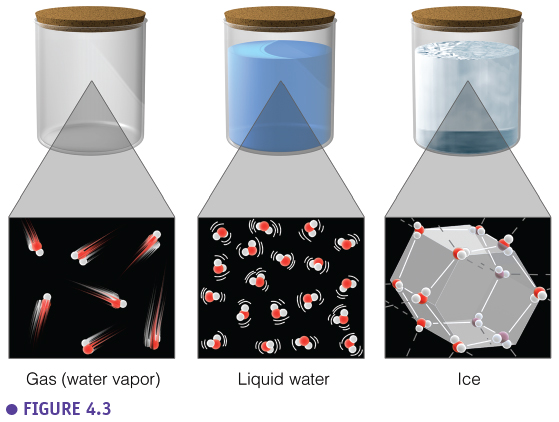 Gas (water vapor)
Liquid water
Ice
● FIGURE 4.3